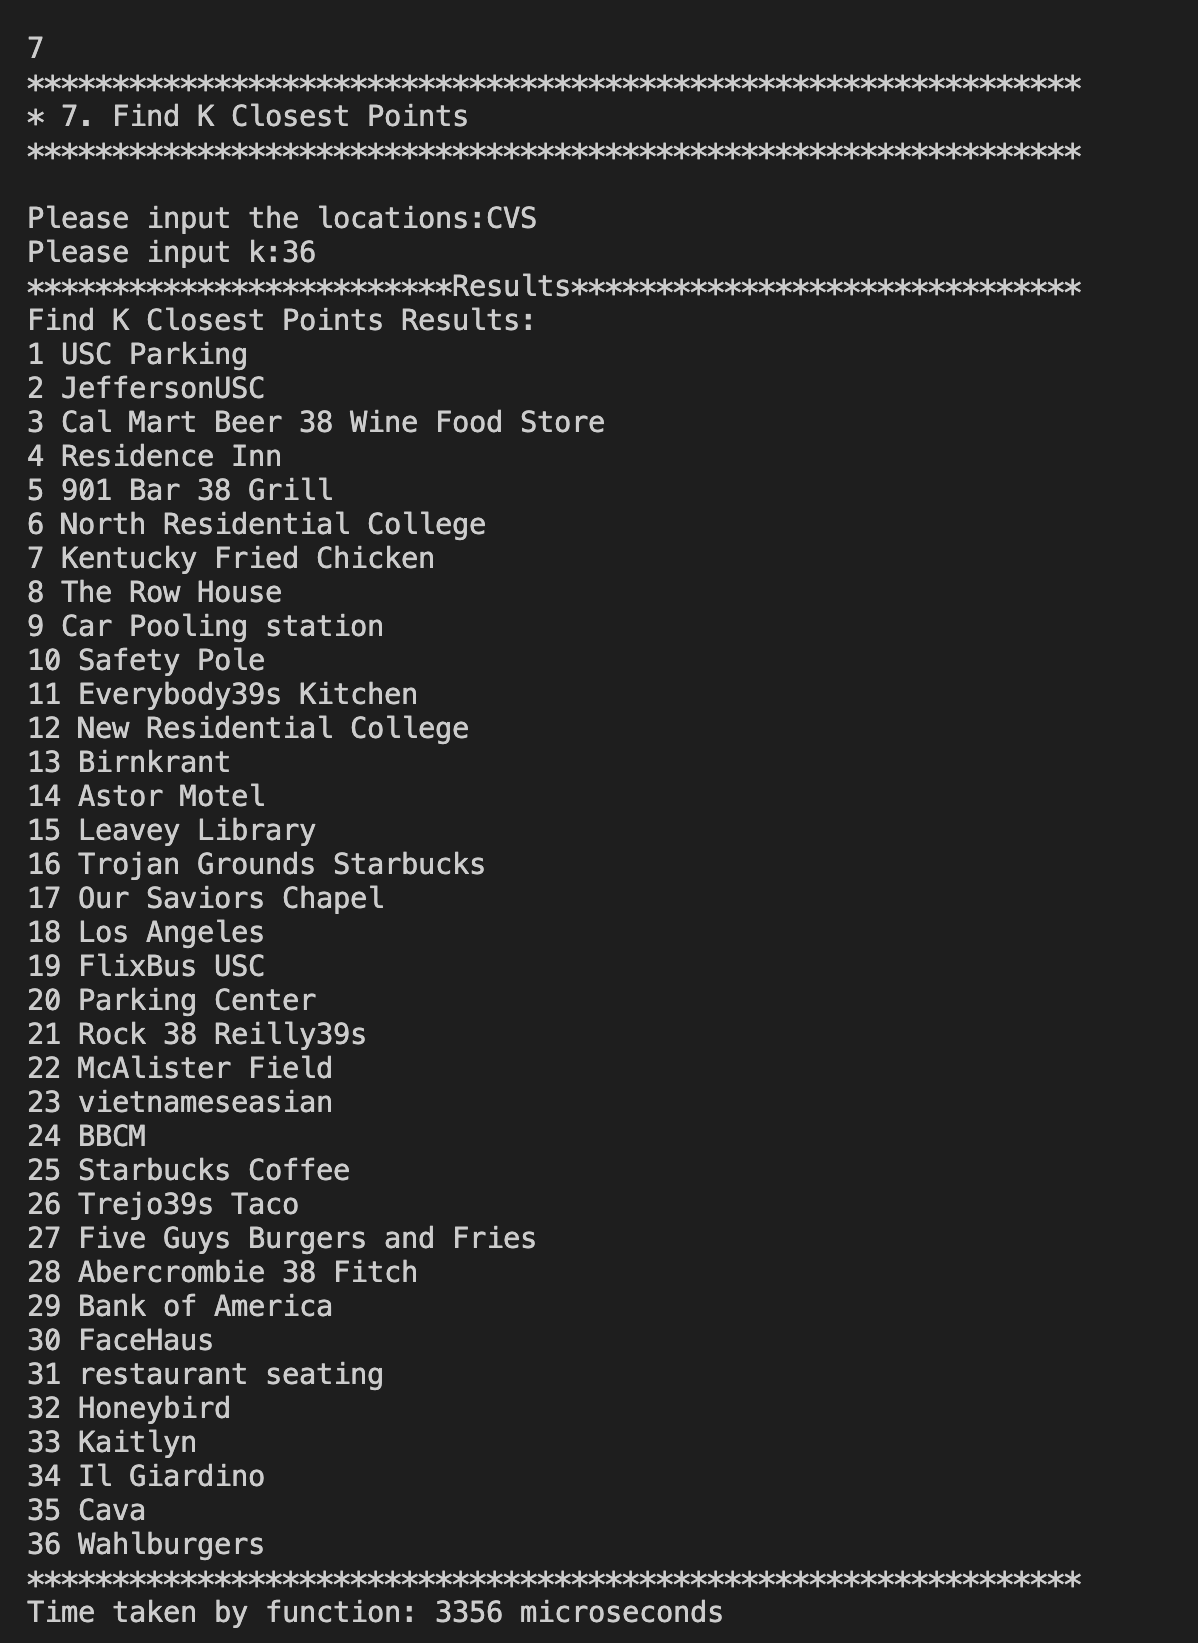 7
**************************************************************
* 7. Find K Closest Points
**************************************************************
Please input the locations:CVS
Please input k:36
*************************Results******************************
Find K Closest Points Results:
1 USC Parking
2 JeffersonUSC
3 Cal Mart Beer 38 Wine Food Store
4 Residence Inn
5 901 Bar 38 Grill
6 North Residential College
7 Kentucky Fried Chicken
8 The Row House
9 Car Pooling station
10 Safety Pole
11 Everybody39s Kitchen
12 New Residential College
13 Birnkrant
14 Astor Motel
15 Leavey Library
16 Trojan Grounds Starbucks
17 Our Saviors Chapel
18 Los Angeles
19 FlixBus USC
20 Parking Center
21 Rock 38 Reilly39s
22 McAlister Field
23 vietnameseasian
24 BBCM
25 Starbucks Coffee
26 Trejo39s Taco
27 Five Guys Burgers and Fries
28 Abercrombie 38 Fitch
29 Bank of America
30 FaceHaus
31 restaurant seating
32 Honeybird
33 Kaitlyn
34 Il Giardino
35 Cava
36 Wahlburgers
**************************************************************
Time taken by function: 3356 microseconds